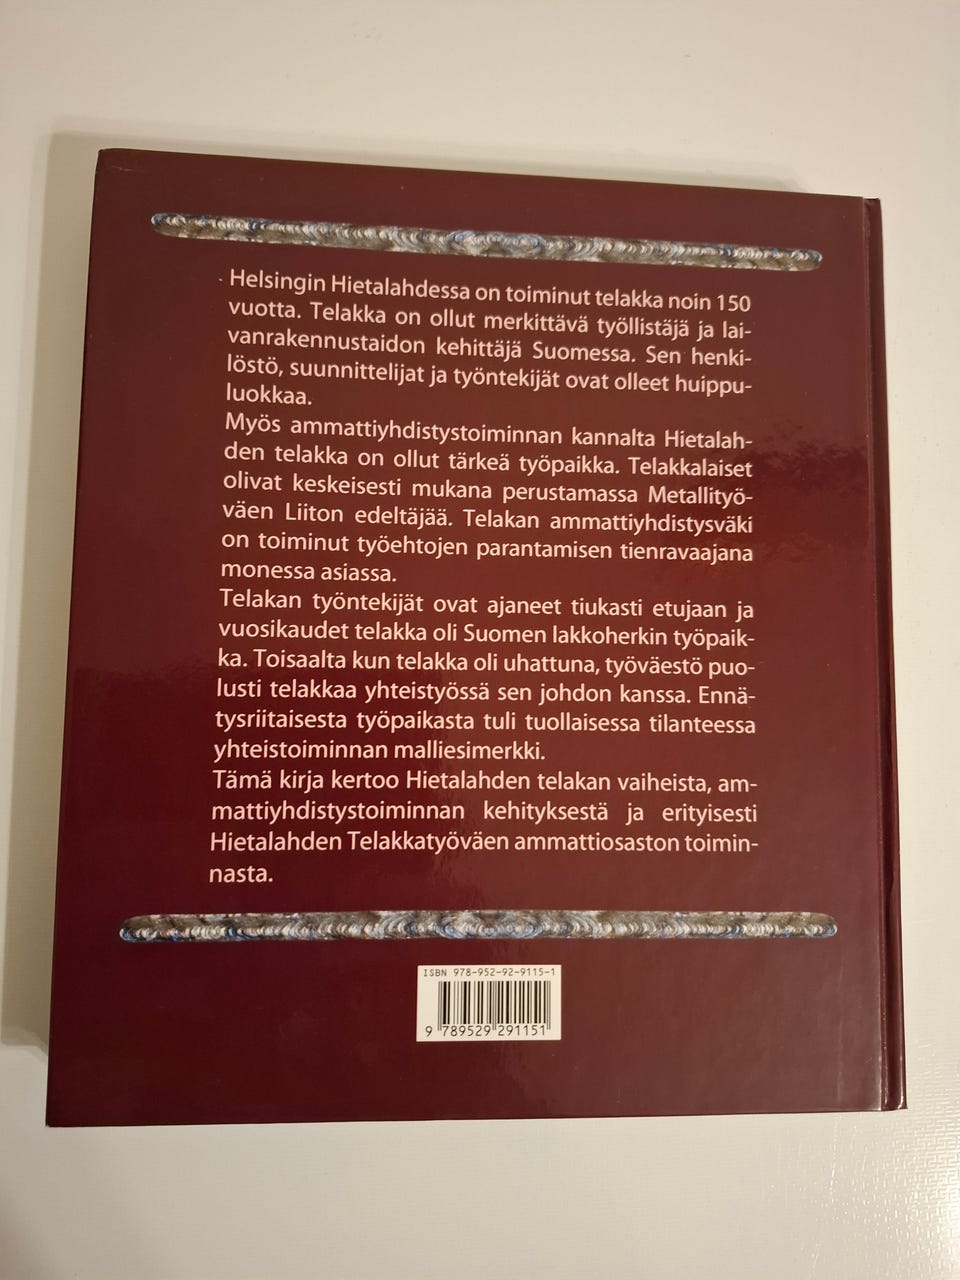 Helsingin Hietalahdessa on toiminut telakka noin 150
vuotta. Telakka on ollut merkittävä työllistäjä ja lai-
vanrakennustaidon kehittäjä Suomessa. Sen henki-
löstö, suunnittelijat ja työntekijät ovat olleet huippu-
luokkaa.
Myös ammattiyhdistystoiminnan kannalta Hietalah-
den telakka on ollut tärkeä työpaikka. Telakkalaiset
olivat keskeisesti mukana perustamassa Metallityö-
väen Liiton edeltäjää. Telakan ammattiyhdistysväki
on toiminut työehtojen parantamisen tienravaajana
monessa asiassa.
Telakan työntekijät ovat ajaneet tiukasti etujaan ja
vuosikaudet telakka oli Suomen lakkoherkin työpaik-
ka. Toisaalta kun telakka oli uhattuna, työväestö puo-
lusti telakkaa yhteistyössä sen johdon kanssa. Ennä-
tysriitaisesta työpaikasta tuli tuollaisessa tilanteessa
yhteistoiminnan malliesimerkki.
Tämä kirja kertoo Hietalahden telakan vaiheista, am-
mattiyhdistystoiminnan kehityksestä ja erityisesti
Hietalahden Telakkatyöväen ammattiosaston toimin-
nasta.
ISBN 978-952-92-9115-1
9 789529 291151